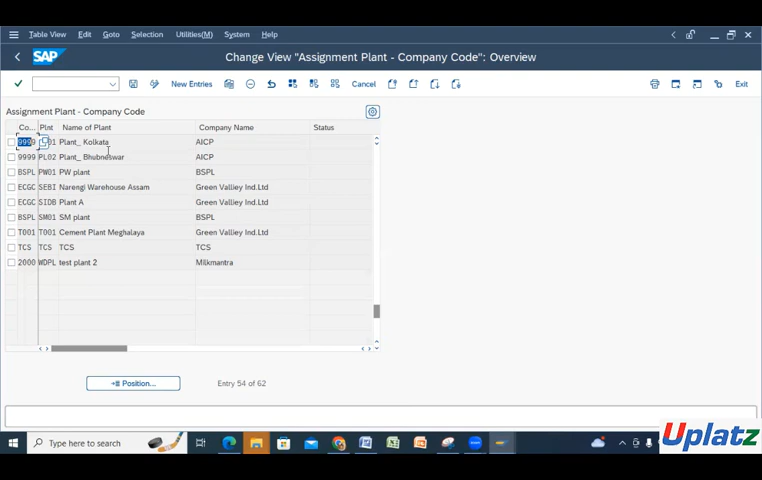 Table View Edit Goto Selection Utilities(M) System Help
SAP Change View "Assignment Plant - Company Code": Overview
New Entries Cancel Exit
Assignment Plant - Company Code
Co... Plnt Name of Plant Company Name Status
9999 01 Plant_ Kolkata AICP
9999 PL02 Plant_ Bhubneswar AICP
BSPL PW01 PW plant BSPL
ECGC SEBI Narengi Warehouse Assam Green Valliey Ind.Ltd
ECGC SIDB Plant A Green Valliey Ind.Ltd
BSPL SM01 SM plant BSPL
T001 T001 Cement Plant Meghalaya Green Valliey Ind.Ltd
TCS TCS TCS TCS
2000 WDPL test plant 2 Milkmantra
Position... Entry 54 of 62
Type here to search
Uplatz